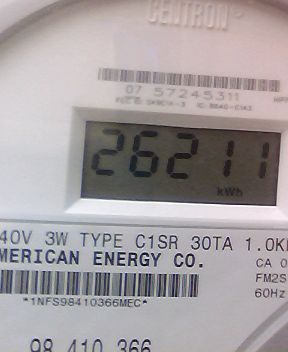 CENTRON
07 57245311
26211
kWh
40V 3W TYPE C1SR 30TA 1.0K
MERICAN ENERGY CO.
CA 0
FM2S
60Hz
*1NFS98410366MEC*
98 410 366